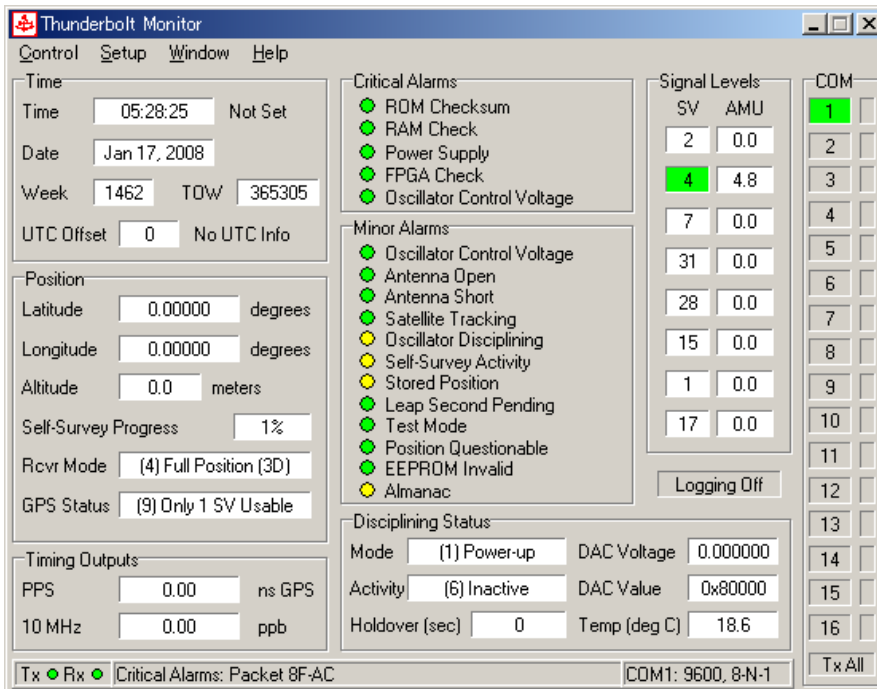 Thunderbolt Monitor
Control Setup Window Help
Time
Time 05:28:25 Not Set
Date Jan 17, 2008
Week 1462 TOW 365305
UTC Offset 0 No UTC Info
Position
Latitude 0.00000 degrees
Longitude 0.00000 degrees
Altitude 0.0 meters
Self-Survey Progress 1%
Rcvr Mode (4) Full Position (3D)
GPS Status (9) Only 1 SV Usable
Timing Outputs
PPS 0.00 ns GPS
10 MHz 0.00 ppb
Critical Alarms
ROM Checksum
RAM Check
Power Supply
FPGA Check
Oscillator Control Voltage
Minor Alarms
Oscillator Control Voltage
Antenna Open
Antenna Short
Satellite Tracking
Oscillator Disciplining
Self-Survey Activity
Stored Position
Leap Second Pending
Test Mode
Position Questionable
EEPROM Invalid
Almanac
Signal Levels
SV AMU
2 0.0
4 4.8
7 0.0
31 0.0
28 0.0
15 0.0
1 0.0
17 0.0
Logging Off
Disciplining Status
Mode (1) Power-up DAC Voltage 0.000000
Activity (6) Inactive DAC Value 0x80000
Holdover (sec) 0 Temp (deg C) 18.6
COM
1
2
3
4
5
6
7
8
9
10
11
12
13
14
15
16
Tx All
Tx Rx Critical Alarms: Packet 8F-AC COM1: 9600, 8-N-1